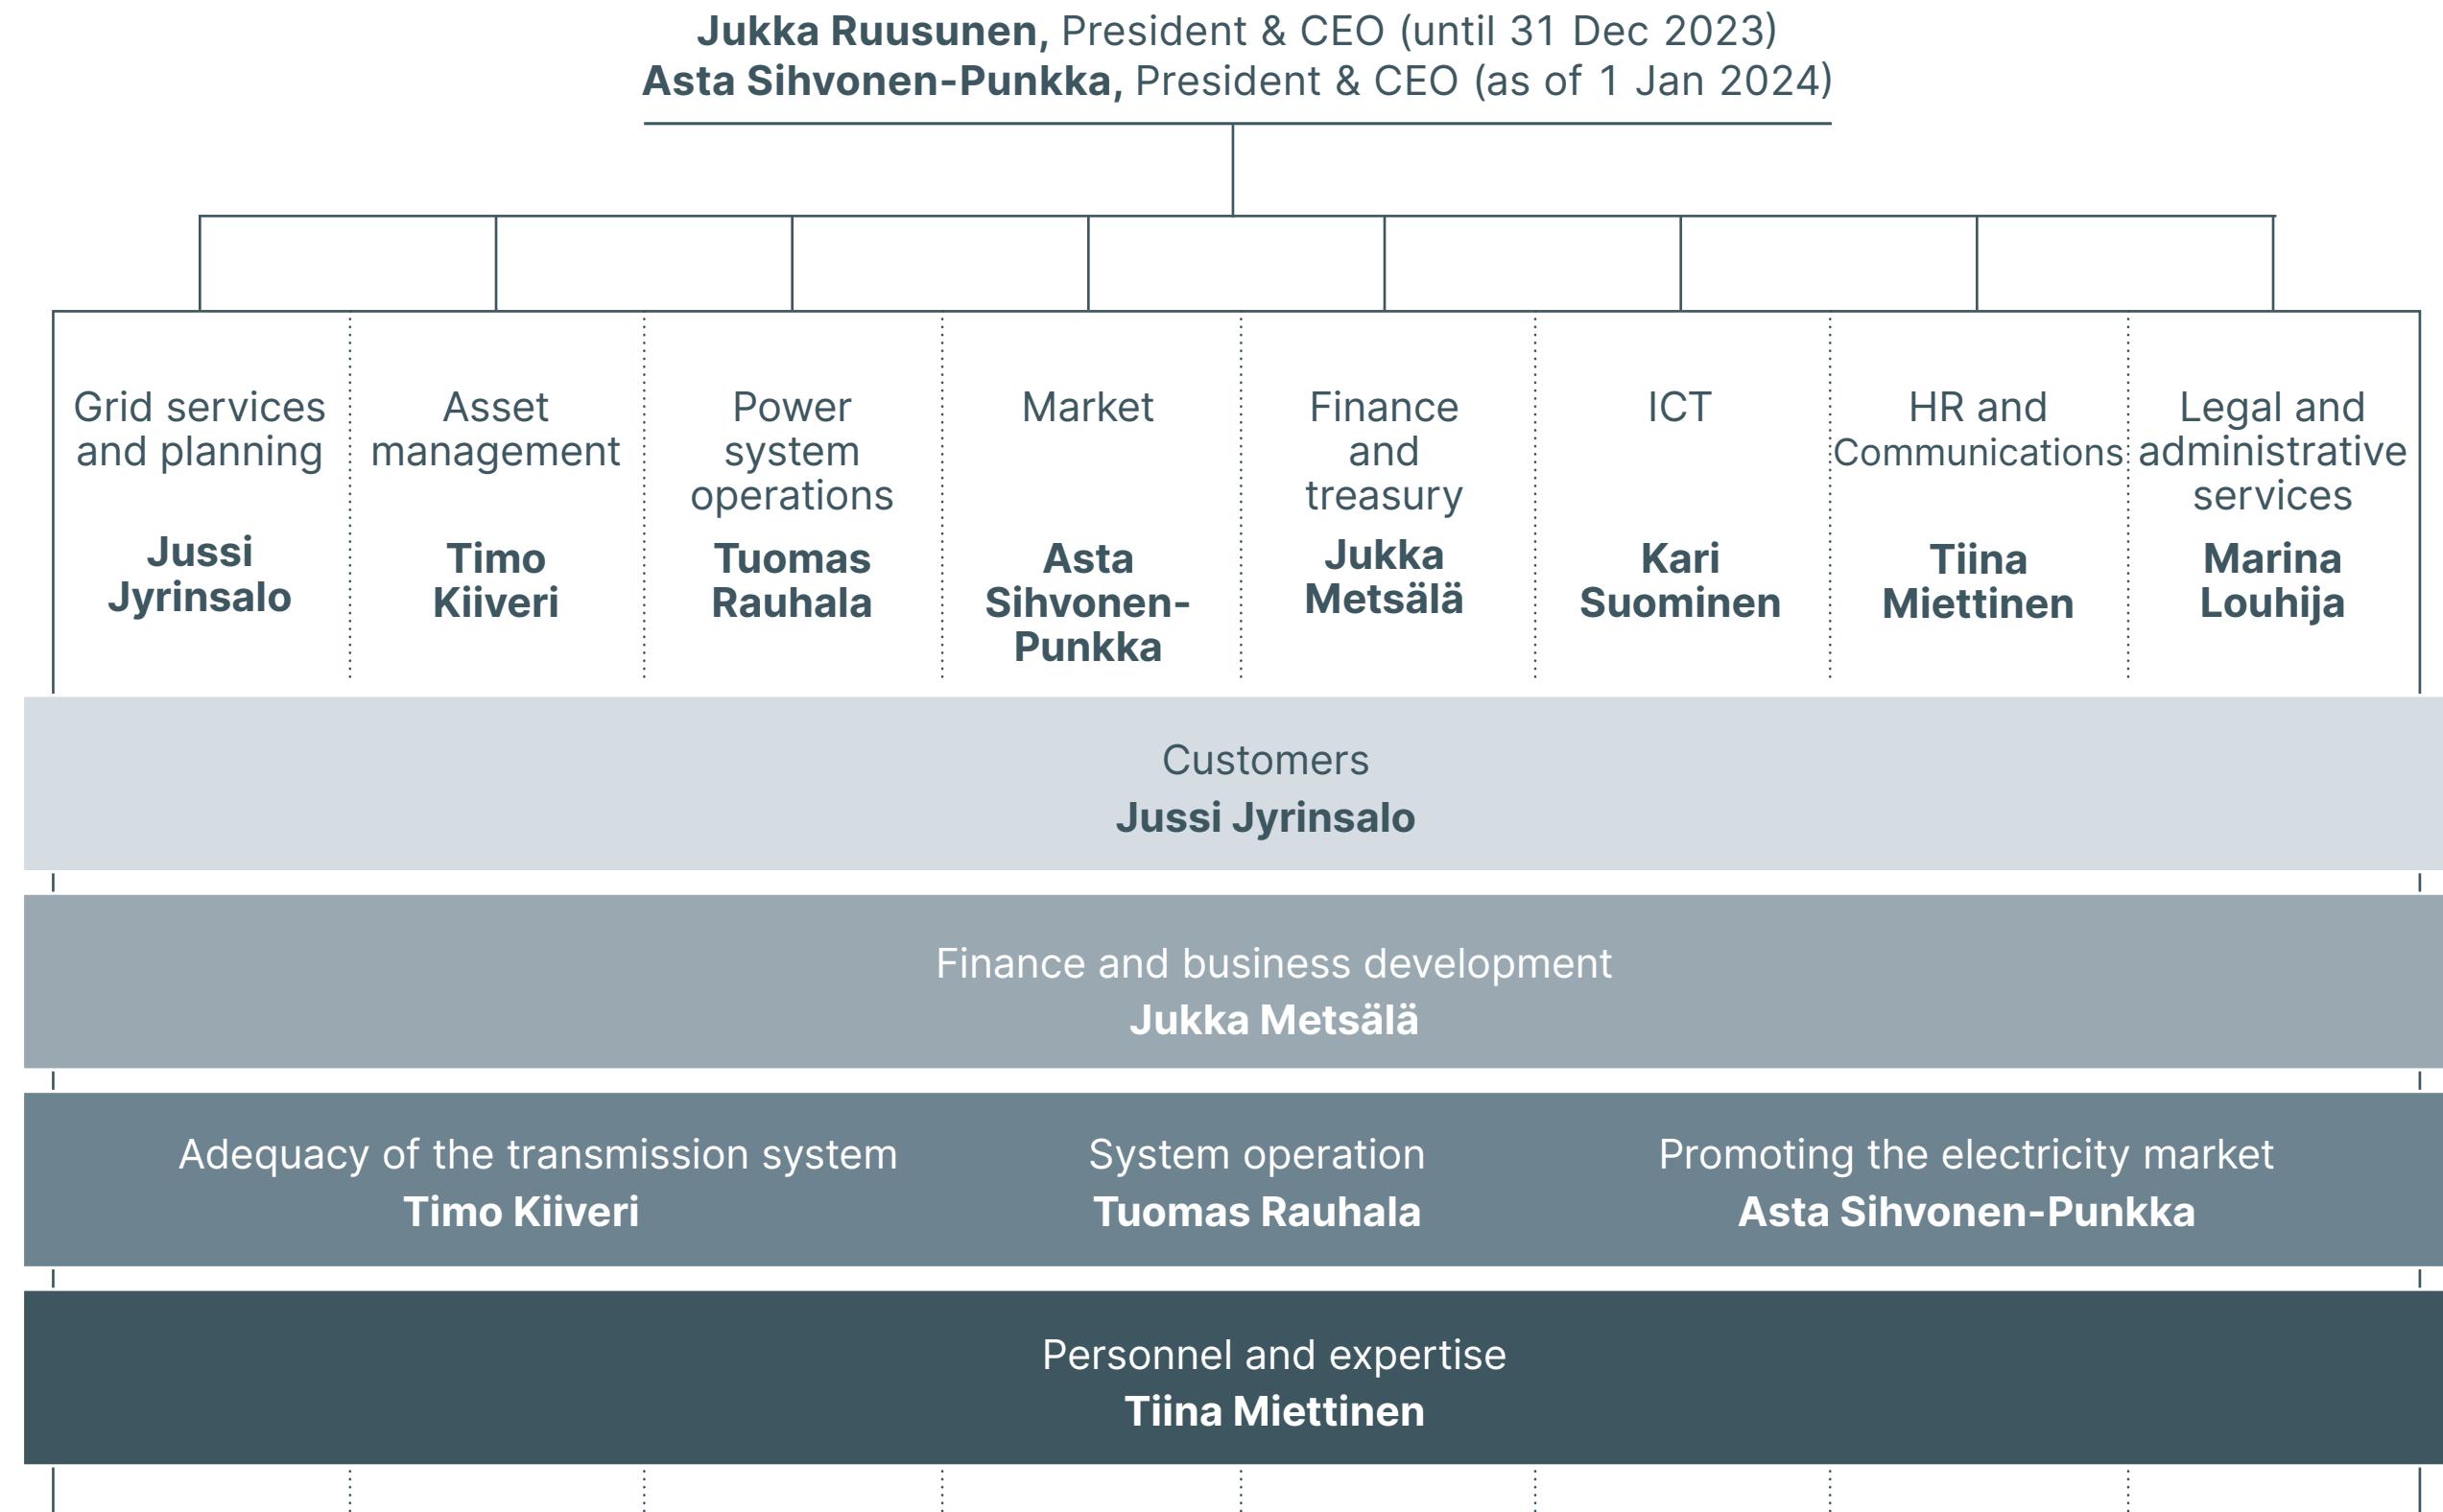 Jukka Ruusunen, President & CEO (until 31 Dec 2023)
Asta Sihvonen-Punkka, President & CEO (as of 1 Jan 2024)
Grid services
and planning
Jussi
Jyrinsalo
Asset
management
Timo
Kiiveri
Power
system
operations
Tuomas
Rauhala
Market
Asta
Sihvonen-
Punkka
Finance
and
treasury
Jukka
Metsälä
ICT
Kari
Suominen
HR and
Communications
Tiina
Miettinen
Legal and
administrative
services
Marina
Louhija
Customers
Jussi Jyrinsalo
Finance and business development
Jukka Metsälä
Adequacy of the transmission system
Timo Kiiveri
System operation
Tuomas Rauhala
Promoting the electricity market
Asta Sihvonen-Punkka
Personnel and expertise
Tiina Miettinen